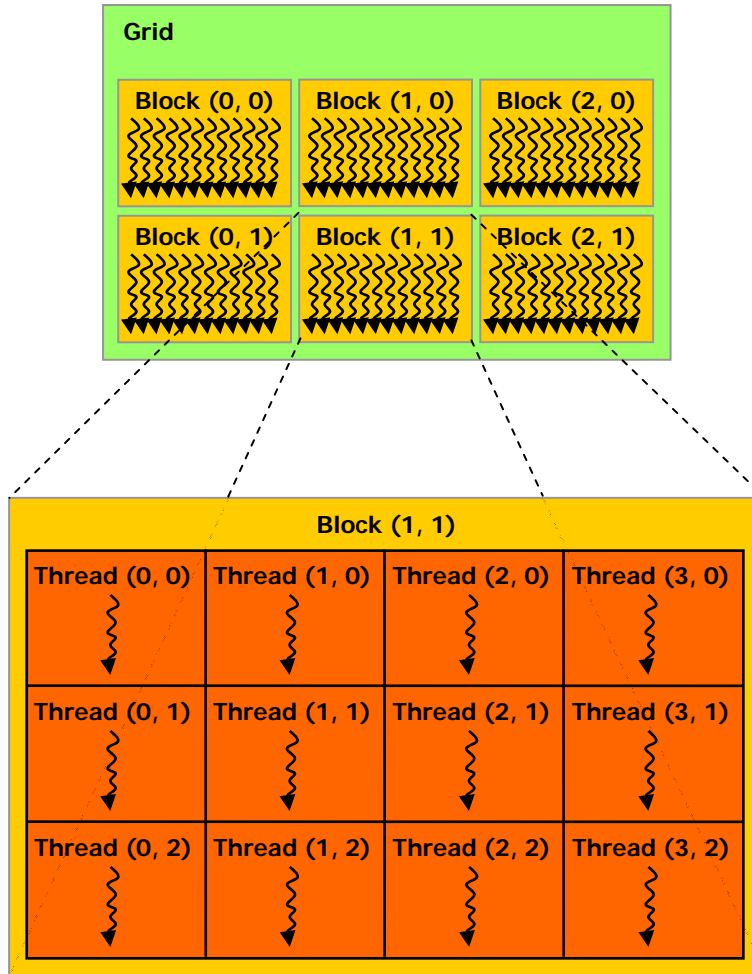 Grid
Block (0, 0) Block (1, 0) Block (2, 0)
Block (0, 1) Block (1, 1) Block (2, 1)
Block (1, 1)
Thread (0, 0) Thread (1, 0) Thread (2, 0) Thread (3, 0)
Thread (0, 1) Thread (1, 1) Thread (2, 1) Thread (3, 1)
Thread (0, 2) Thread (1, 2) Thread (2, 2) Thread (3, 2)